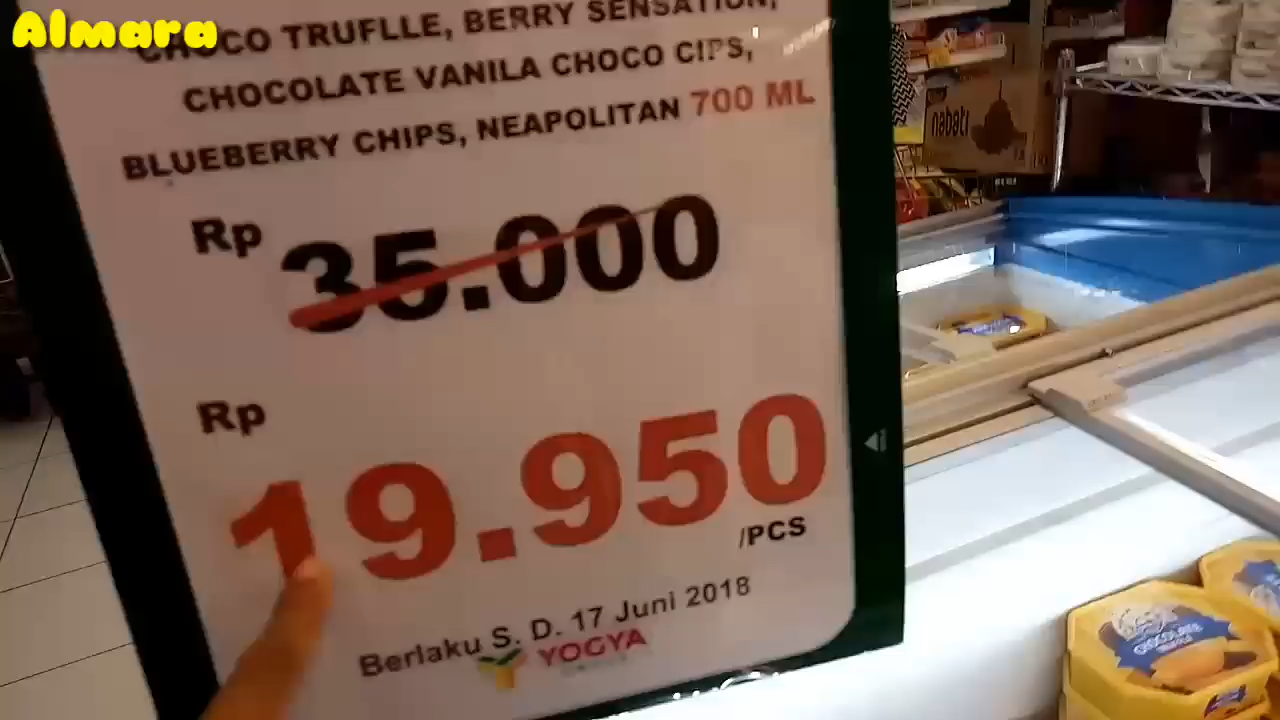 Almara
CHOCO TRUFLLE, BERRY SENSATION,
CHOCOLATE VANILA CHOCO CIPS,
BLUEBERRY CHIPS, NEAPOLITAN 700 ML
Rp 35.000
Rp 19.950
/PCS
Berlaku S. D. 17 Juni 2018
YOGYA
nabati
CHOCOLATE